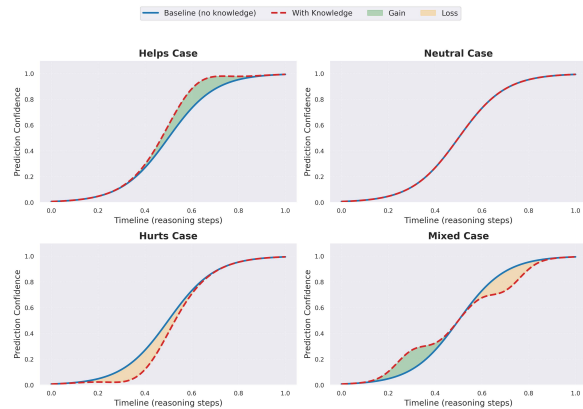 Baseline (no knowledge) With Knowledge Gain Loss
Helps Case
Prediction Confidence
1.0
0.8
0.6
0.4
0.2
0.0
0.0 0.2 0.4 0.6 0.8 1.0
Timeline (reasoning steps)
Neutral Case
Prediction Confidence
1.0
0.8
0.6
0.4
0.2
0.0
0.0 0.2 0.4 0.6 0.8 1.0
Timeline (reasoning steps)
Hurts Case
Prediction Confidence
1.0
0.8
0.6
0.4
0.2
0.0
0.0 0.2 0.4 0.6 0.8 1.0
Timeline (reasoning steps)
Mixed Case
Prediction Confidence
1.0
0.8
0.6
0.4
0.2
0.0
0.0 0.2 0.4 0.6 0.8 1.0
Timeline (reasoning steps)